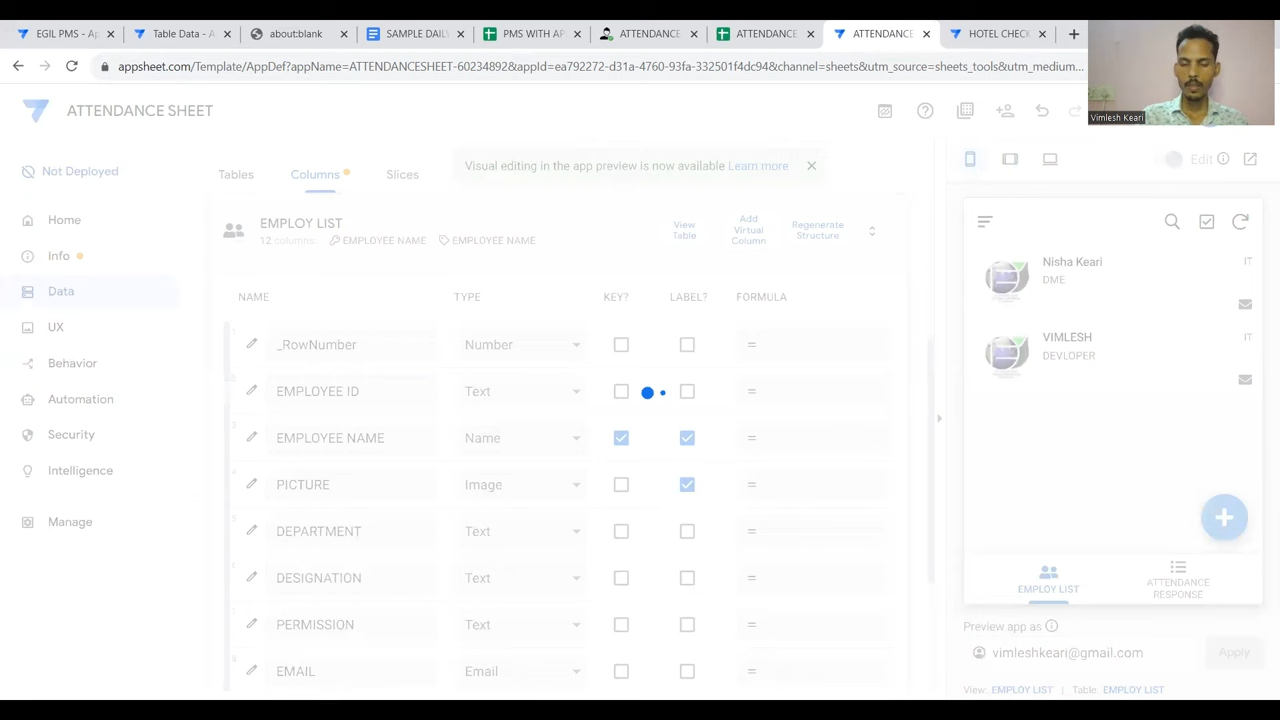 EGIL PMS - Ap
Table Data - A
about:blank
SAMPLE DAIL
PMS WITH AP
ATTENDANCE
ATTENDANCE
ATTENDANCE
HOTEL CHECK
appsheet.com/Template/AppDef?appName=ATTENDANCESHEET-60234892&appId=ea792272-d31a-4760-93fa-332501f4dc94&channel=sheets&utm_source=sheets_tools&utm_medium...
Vimlesh Keari
ATTENDANCE SHEET
Visual editing in the app preview is now available Learn more
Not Deployed
Home
Info
Data
UX
Behavior
Automation
Security
Intelligence
Manage
Tables
Columns
Slices
EMPLOY LIST
12 columns:
EMPLOYEE NAME
EMPLOYEE NAME
View
Table
Add
Virtual
Column
Regenerate
Structure
NAME
TYPE
KEY?
LABEL?
FORMULA
1
_RowNumber
Number
=
EMPLOYEE ID
Text
=
3
EMPLOYEE NAME
Name
=
4
PICTURE
Image
=
5
DEPARTMENT
Text
=
6
DESIGNATION
Text
=
PERMISSION
Text
=
EMAIL
Email
=
Edit
Nisha Keari
IT
DME
VIMLESH
IT
DEVLOPER
EMPLOY LIST
ATTENDANCE
RESPONSE
Preview app as
vimleshkeari@gmail.com
Apply
View: EMPLOY LIST | Table: EMPLOY LIST